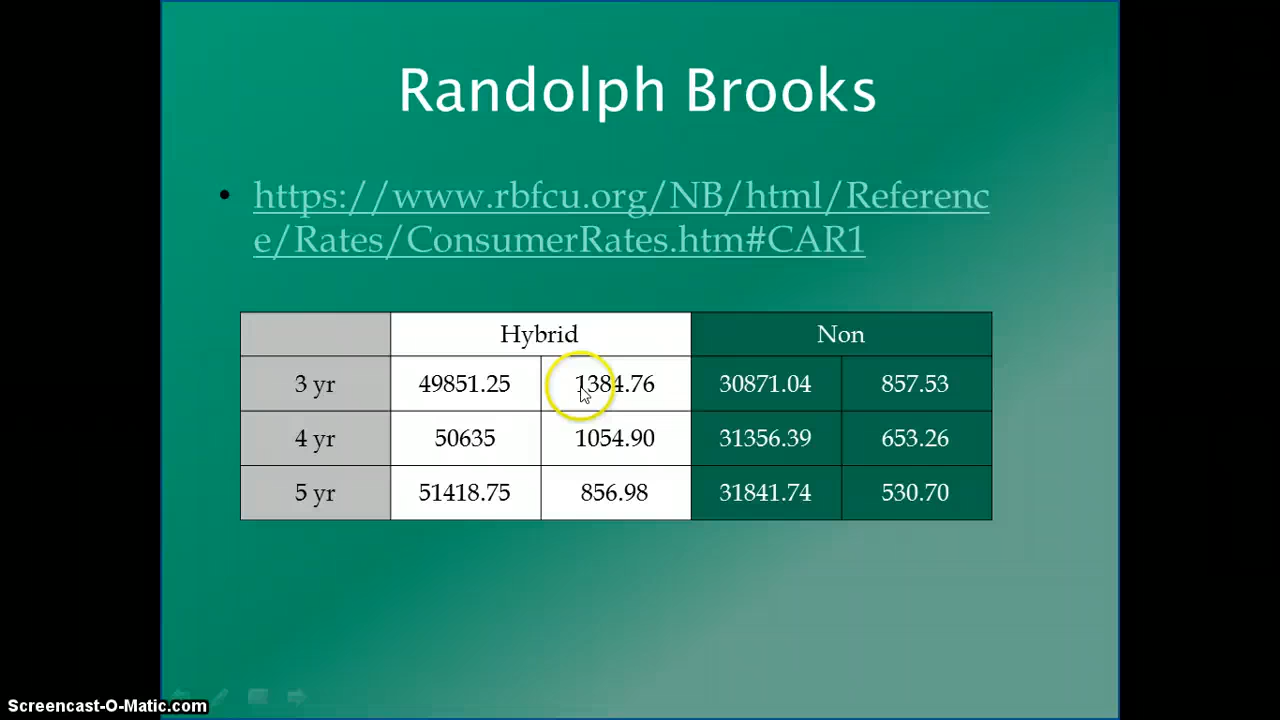 Randolph Brooks
• https://www.rbfcu.org/NB/html/Referenc
e/Rates/ConsumerRates.htm#CAR1
Hybrid Non
3 yr 49851.25 1384.76 30871.04 857.53
4 yr 50635 1054.90 31356.39 653.26
5 yr 51418.75 856.98 31841.74 530.70
Screencast-O-Matic.com